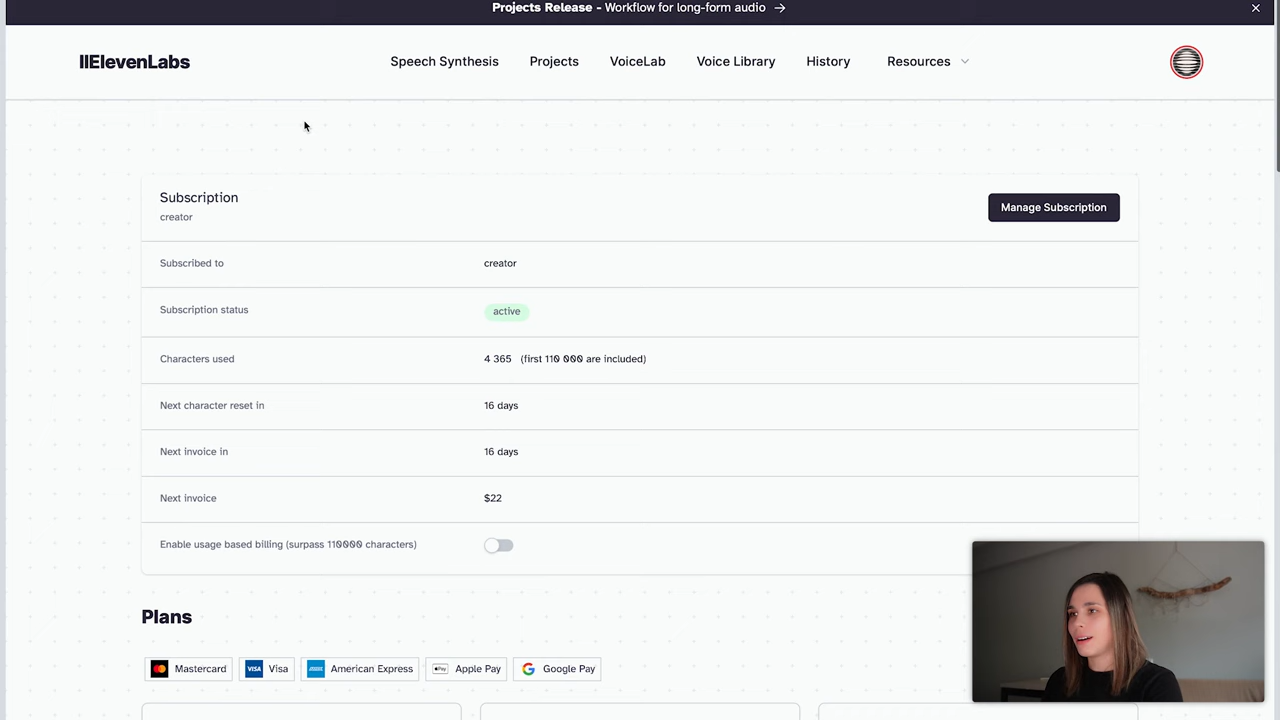 Projects Release - Workflow for long-form audio →
IIElevenLabs
Speech Synthesis
Projects
VoiceLab
Voice Library
History
Resources
Subscription
creator
Manage Subscription
Subscribed to
creator
Subscription status
active
Characters used
4 365 (first 110 000 are included)
Next character reset in
16 days
Next invoice in
16 days
Next invoice
$22
Enable usage based billing (surpass 110000 characters)
Plans
Mastercard
VISA Visa
AMEX American Express
Pay Apple Pay
Google Pay